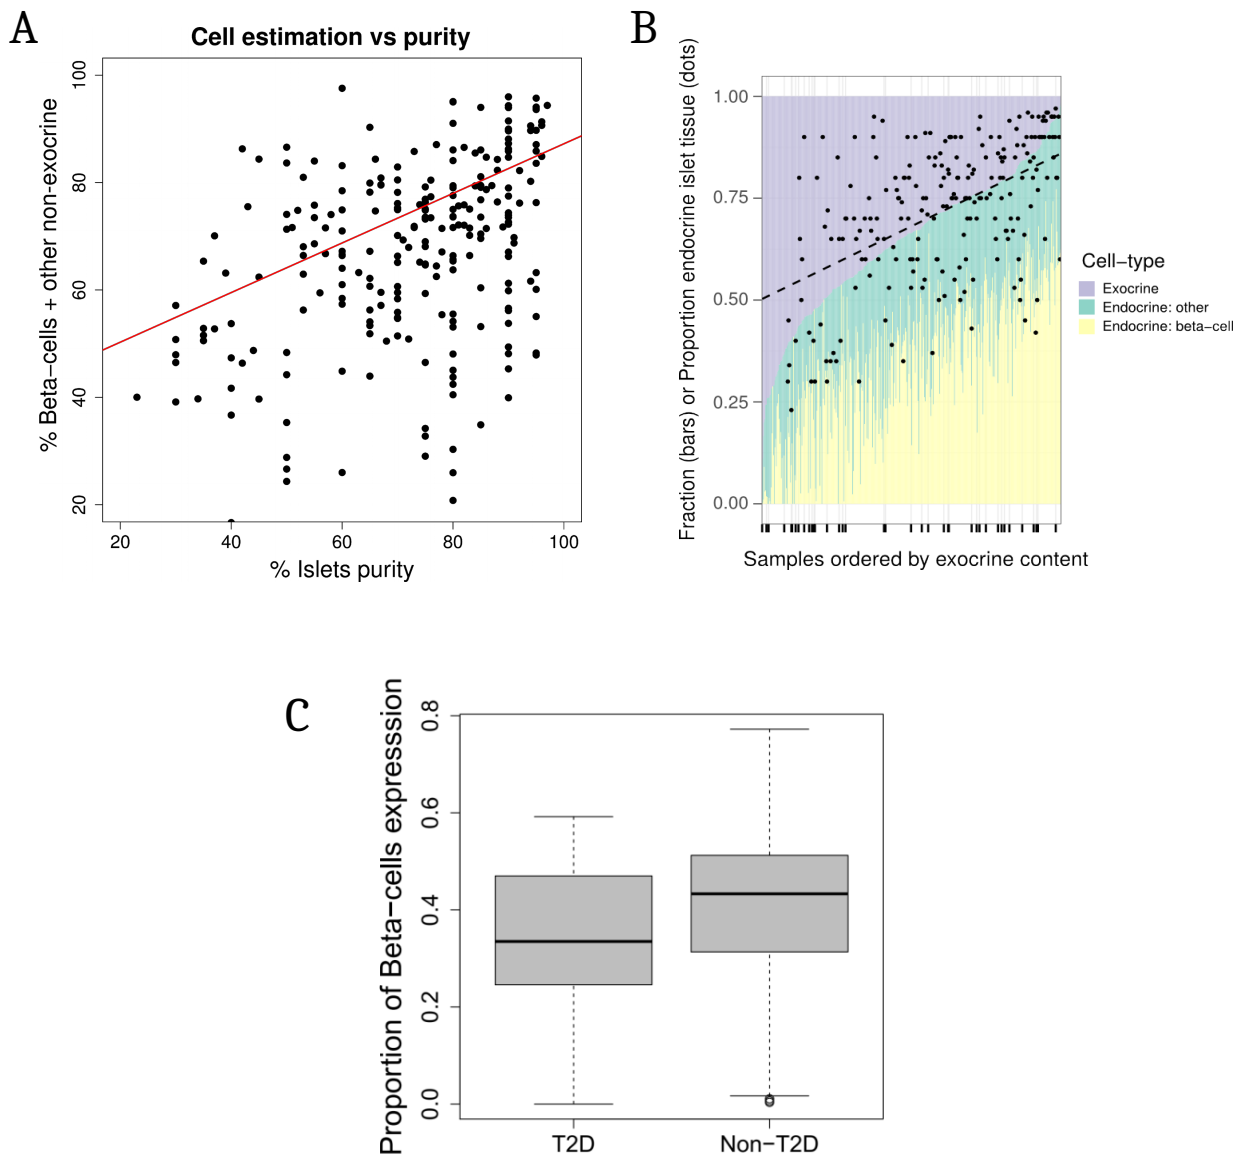 A
Cell estimation vs purity
% Beta−cells + other non−exocrine
100
80
60
40
20
20 40 60 80 100
% Islets purity
B
Fraction (bars) or Proportion endocrine islet tissue (dots)
1.00
0.75
0.50
0.25
0.00
Samples ordered by exocrine content
Cell−type
Exocrine
Endocrine: other
Endocrine: beta−cell
C
Proportion of Beta−cells expresssion
0.8
0.6
0.4
0.2
0.0
T2D Non−T2D